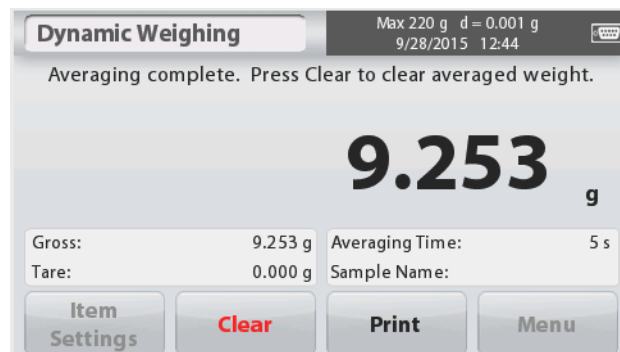 Dynamic Weighing
Max 220 g d = 0.001 g
9/28/2015 12:44
Averaging complete. Press Clear to clear averaged weight.
9.253 g
Gross: 9.253 g
Tare: 0.000 g
Averaging Time: 5 s
Sample Name:
Item
Settings
Clear
Print
Menu